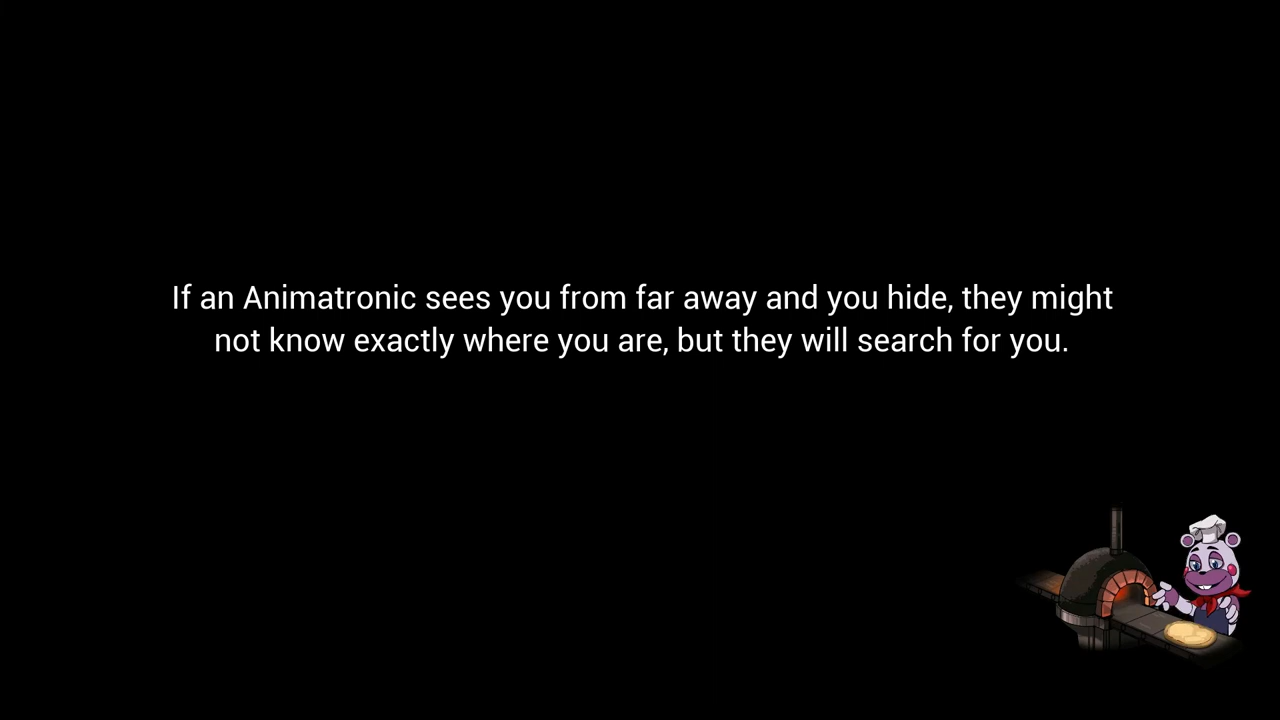 If an Animatronic sees you from far away and you hide, they might
not know exactly where you are, but they will search for you.